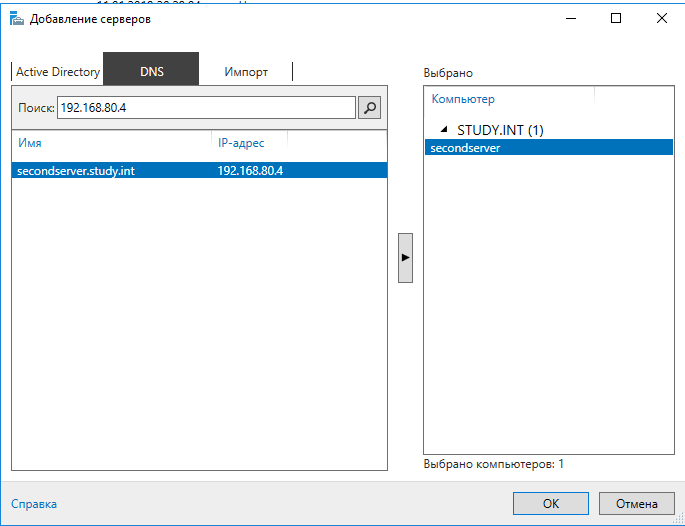 Добавление серверов
Active Directory DNS Импорт
Поиск: 192.168.80.4
Имя IP-адрес
secondserver.study.int 192.168.80.4
Выбрано
Компьютер
STUDY.INT (1)
secondserver
Выбрано компьютеров: 1
Справка
OK Отмена